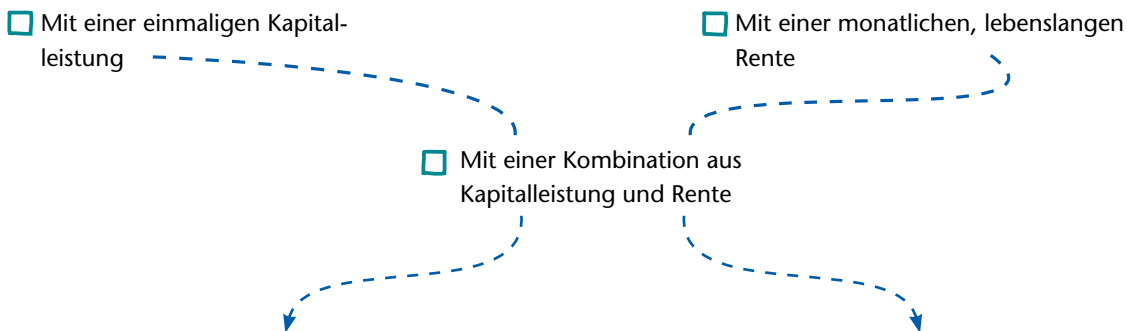 Mit einer einmaligen Kapital-
leistung
Mit einer monatlichen, lebenslangen
Rente
Mit einer Kombination aus
Kapitalleistung und Rente